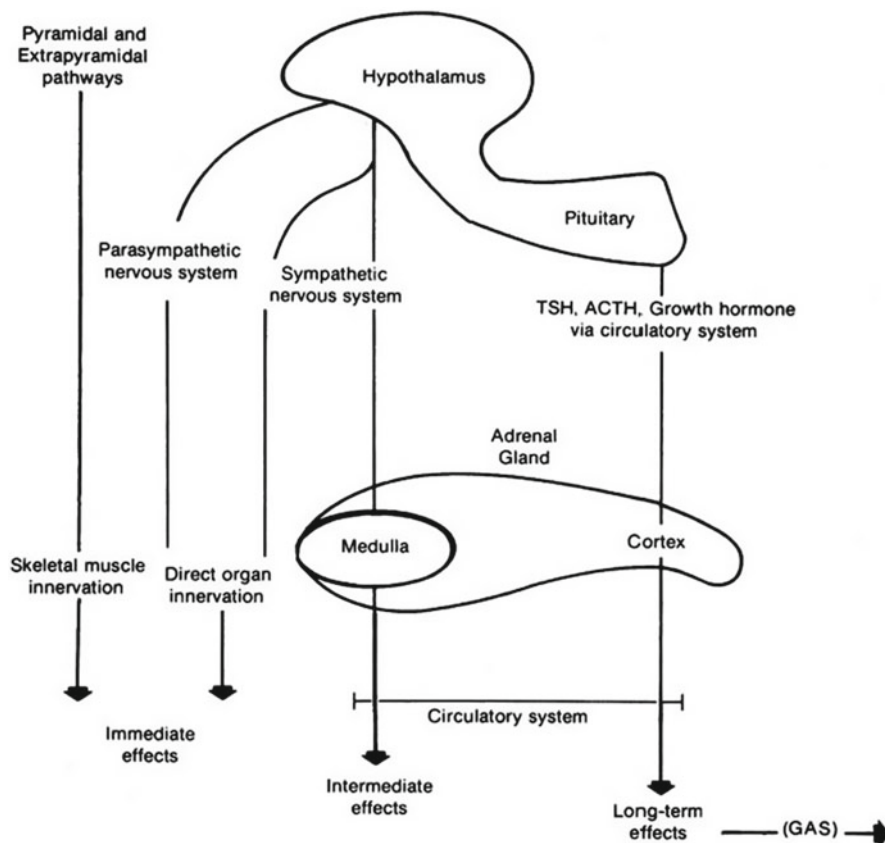 Pyramidal and
Extrapyramidal
pathways
Hypothalamus
Pituitary
Parasympathetic
nervous system
Sympathetic
nervous system
TSH, ACTH, Growth hormone
via circulatory system
Adrenal
Gland
Medulla
Cortex
Skeletal muscle
innervation
Direct organ
innervation
Circulatory system
Immediate
effects
Intermediate
effects
Long-term
effects
(GAS)